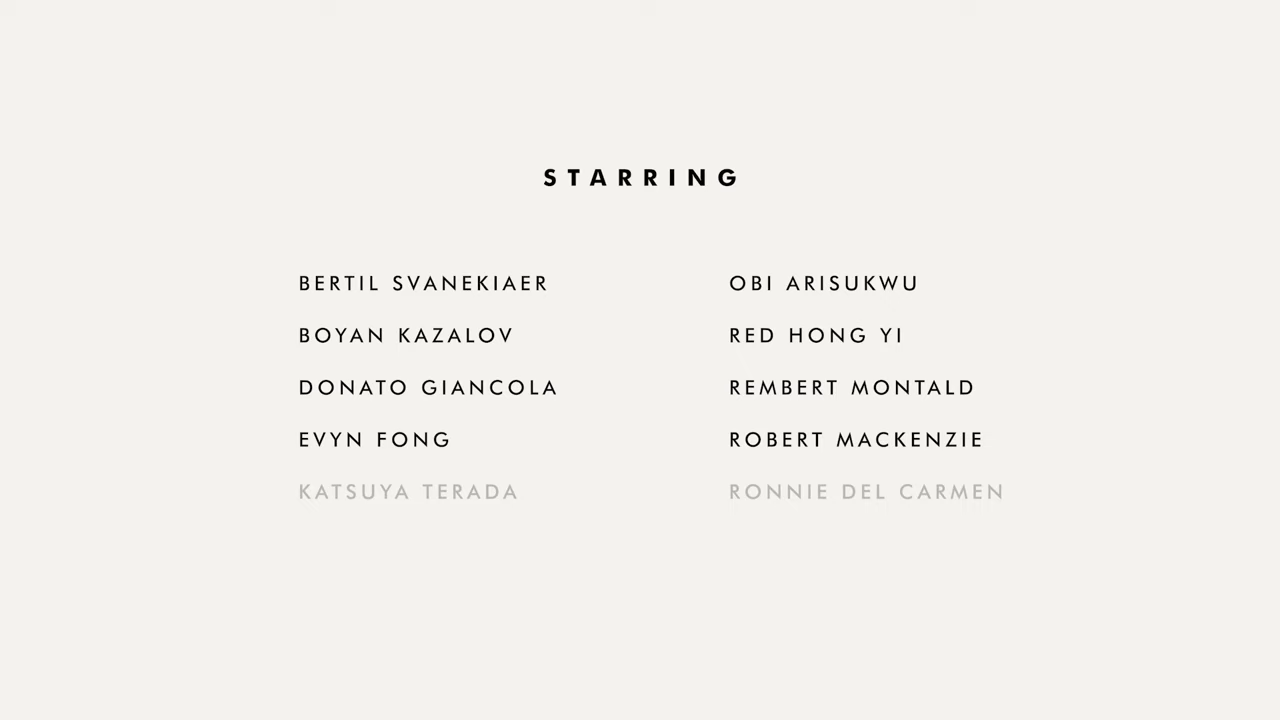 STARRING
BERTIL SVANEKIAER
BOYAN KAZALOV
DONATO GIANCOLA
EVYN FONG
KATSUYA TERADA
OBI ARISUKWU
RED HONG YI
REMBERT MONTALD
ROBERT MACKENZIE
RONNIE DEL CARMEN